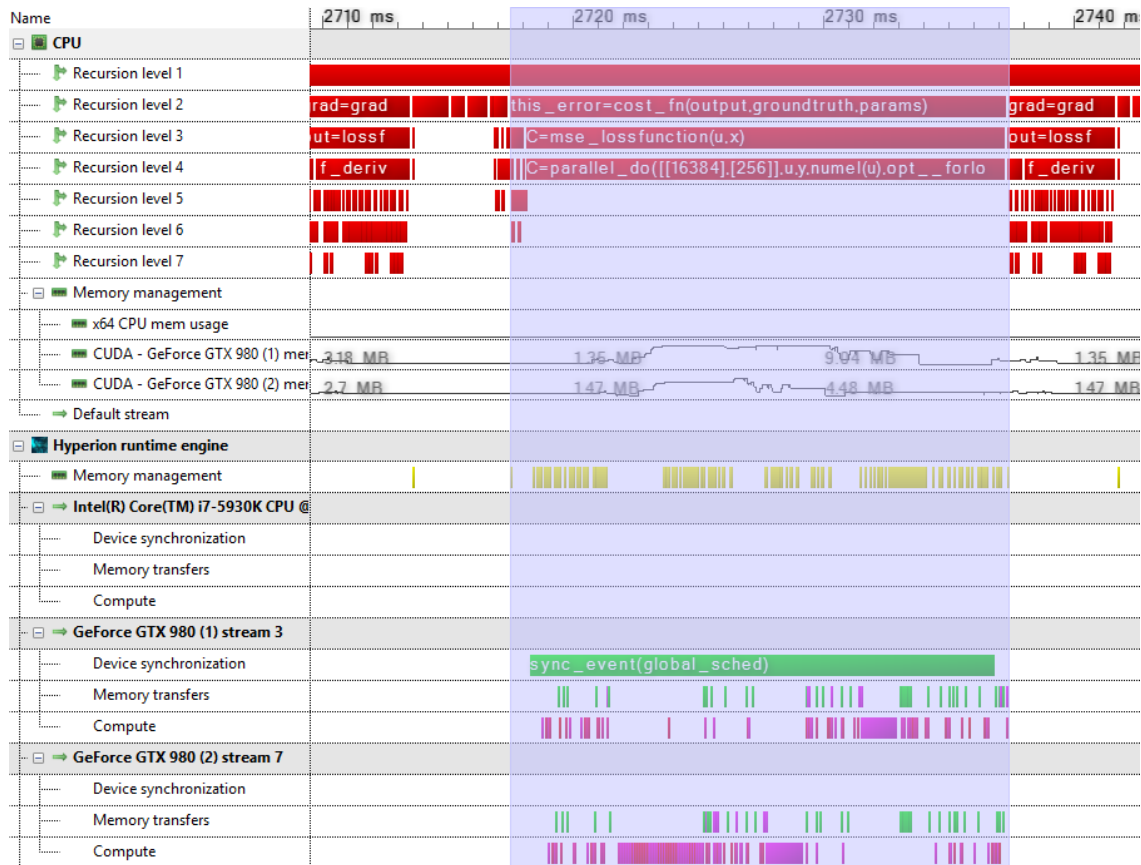 Name 2710 ms 2720 ms 2730 ms 2740 m
CPU
Recursion level 1
Recursion level 2 rad=grad this_error=cost_fn(output,groundtruth,params) grad=grad
Recursion level 3 ut=lossf C=mse_lossfunction(u,x) out=lossf
Recursion level 4 f_deriv C=parallel_do([[16384],[256]],u,y,numel(u),opt__forlo f_deriv
Recursion level 5
Recursion level 6
Recursion level 7
Memory management
x64 CPU mem usage
CUDA - GeForce GTX 980 (1) mer 3.18 MB 1.35 MB 9.04 MB 1.35 MB
CUDA - GeForce GTX 980 (2) mer 2.7 MB 1.47 MB 4.48 MB 1.47 MB
Default stream
Hyperion runtime engine
Memory management
Intel(R) Core(TM) i7-5930K CPU @
Device synchronization
Memory transfers
Compute
GeForce GTX 980 (1) stream 3
Device synchronization sync_event(global_sched)
Memory transfers
Compute
GeForce GTX 980 (2) stream 7
Device synchronization
Memory transfers
Compute